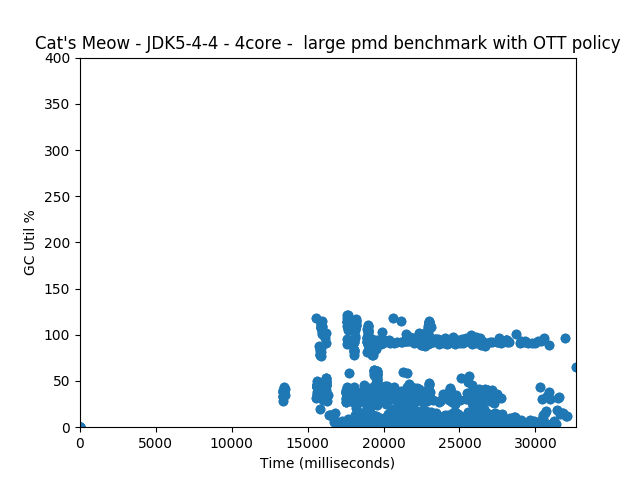 Cat's Meow - JDK5-4-4 - 4core -  large pmd benchmark with OTT policy
400
350
300
250
200
150
100
50
0
GC Util %
0 5000 10000 15000 20000 25000 30000
Time (milliseconds)